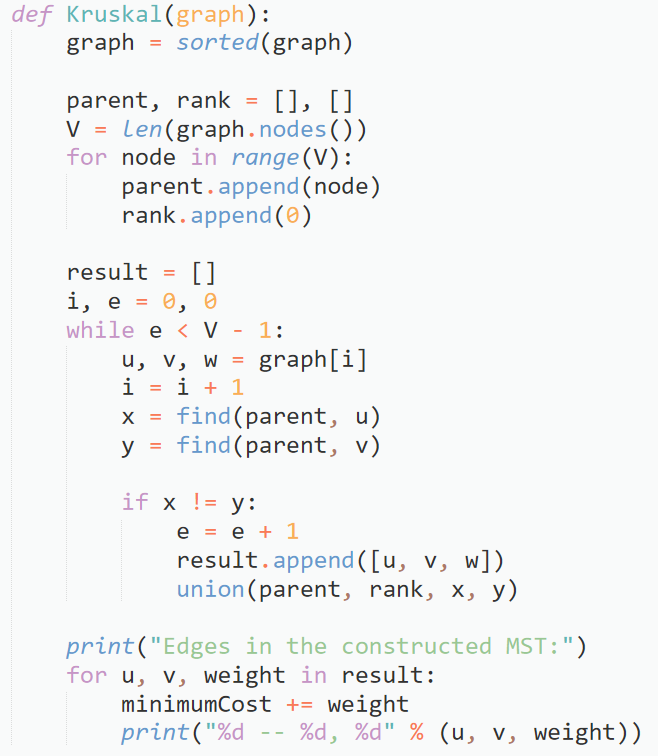 def Kruskal(graph):
    graph = sorted(graph)

    parent, rank = [], []
    V = len(graph.nodes())
    for node in range(V):
        parent.append(node)
        rank.append(0)

    result = []
    i, e = 0, 0
    while e < V - 1:
        u, v, w = graph[i]
        i = i + 1
        x = find(parent, u)
        y = find(parent, v)

        if x != y:
            e = e + 1
            result.append([u, v, w])
            union(parent, rank, x, y)

    print("Edges in the constructed MST:")
    for u, v, weight in result:
        minimumCost += weight
        print("%d -- %d, %d" % (u, v, weight))